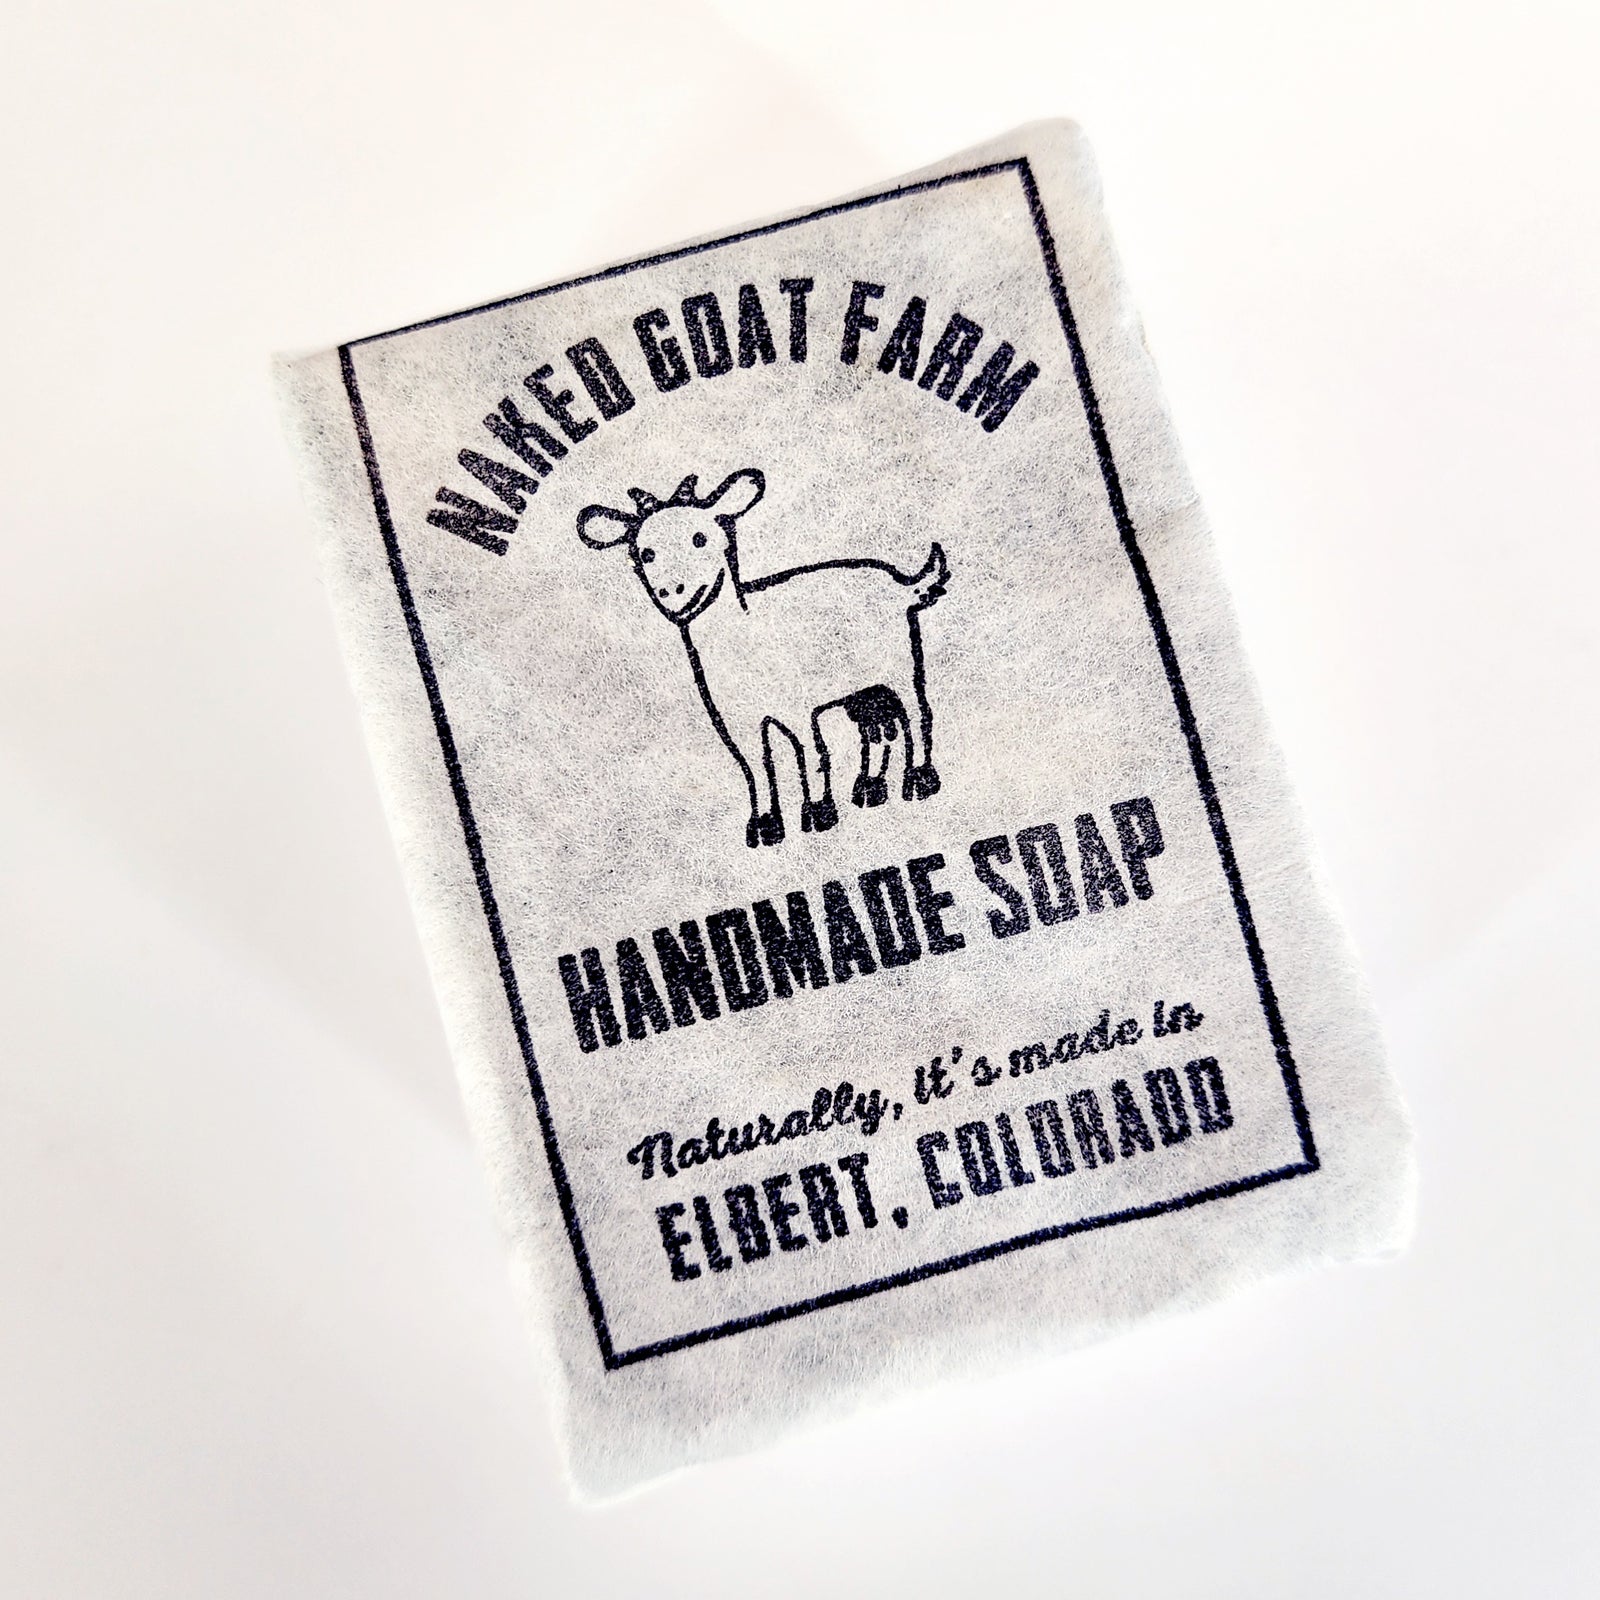 NAKED GOAT FARM
HANDMADE SOAP
Naturally, it's made in
ELBERT, COLORADO